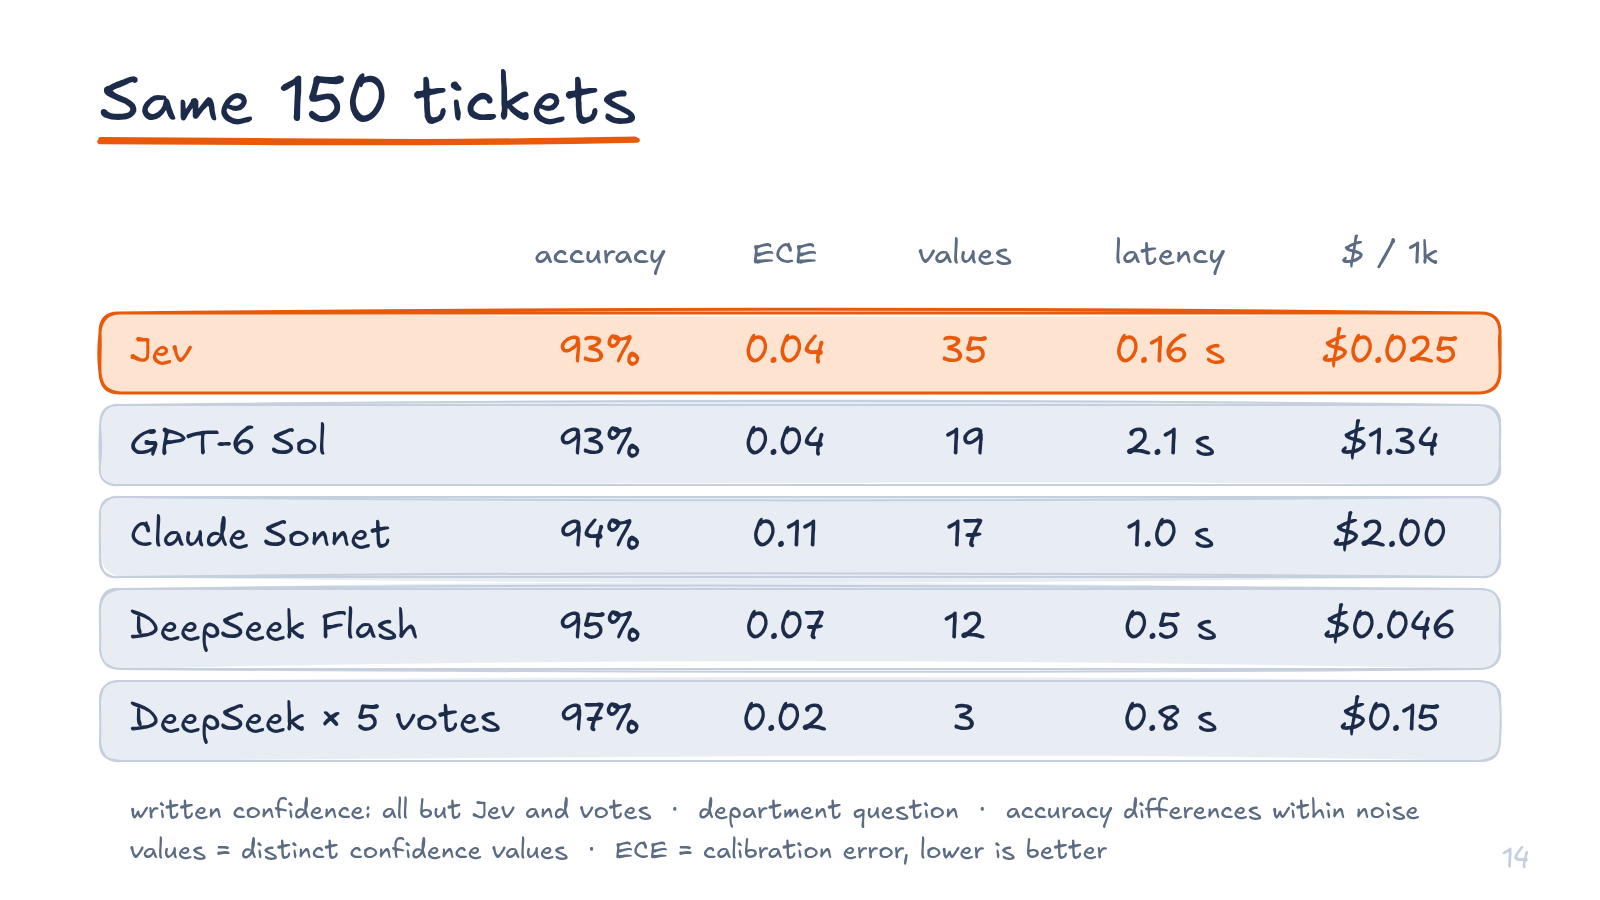 Same 150 tickets
accuracy ECE values latency $ / 1k
Jev 93% 0.04 35 0.16 s $0.025
GPT-6 Sol 93% 0.04 19 2.1 s $1.34
Claude Sonnet 94% 0.11 17 1.0 s $2.00
DeepSeek Flash 95% 0.07 12 0.5 s $0.046
DeepSeek × 5 votes 97% 0.02 3 0.8 s $0.15
written confidence: all but Jev and votes · department question · accuracy differences within noise
values = distinct confidence values · ECE = calibration error, lower is better
14